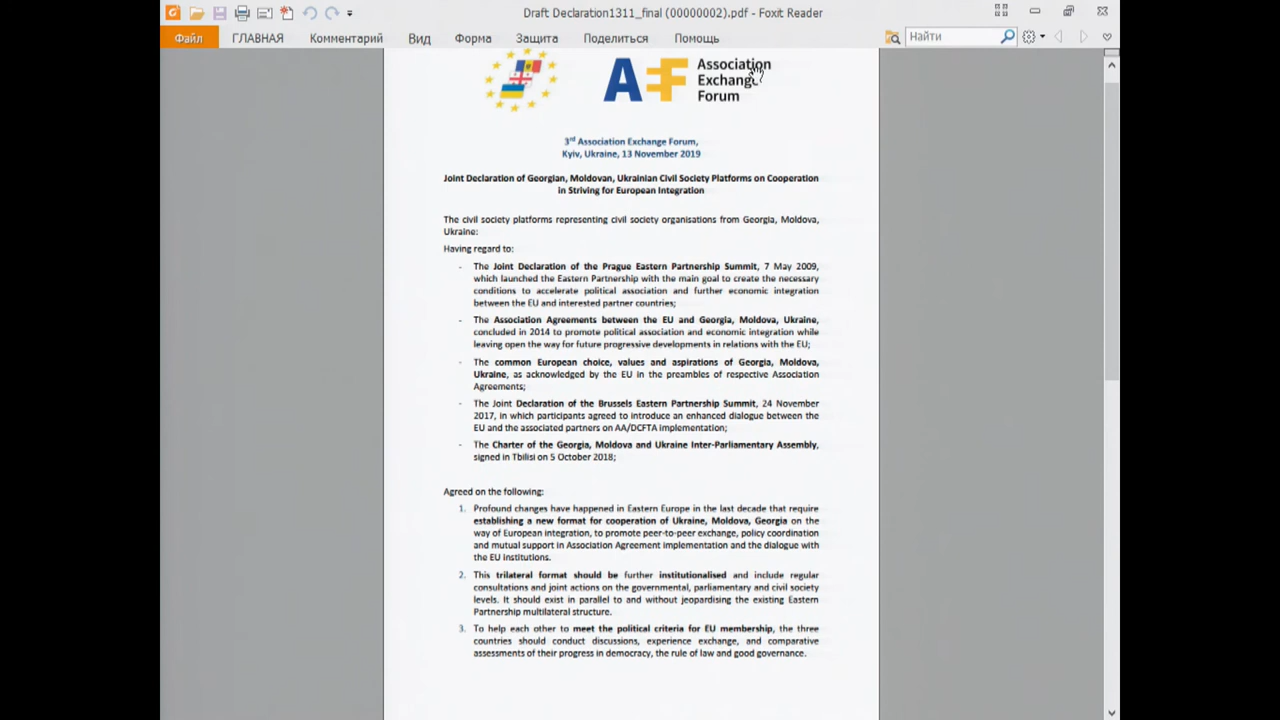 Draft Declaration1311_final (00000002).pdf - Foxit Reader
Файл ГЛАВНАЯ Комментарий Вид Форма Защита Поделиться Помощь Найти
AEF
Association
Exchange
Forum
3rd Association Exchange Forum,
Kyiv, Ukraine, 13 November 2019
Joint Declaration of Georgian, Moldovan, Ukrainian Civil Society Platforms on Cooperation
in Striving for European Integration
The civil society platforms representing civil society organisations from Georgia, Moldova,
Ukraine:
Having regard to:
- The Joint Declaration of the Prague Eastern Partnership Summit, 7 May 2009,
which launched the Eastern Partnership with the main goal to create the necessary
conditions to accelerate political association and further economic integration
between the EU and interested partner countries;
- The Association Agreements between the EU and Georgia, Moldova, Ukraine,
concluded in 2014 to promote political association and economic integration while
leaving open the way for future progressive developments in relations with the EU;
- The common European choice, values and aspirations of Georgia, Moldova,
Ukraine, as acknowledged by the EU in the preambles of respective Association
Agreements;
- The Joint Declaration of the Brussels Eastern Partnership Summit, 24 November
2017, in which participants agreed to introduce an enhanced dialogue between the
EU and the associated partners on AA/DCFTA implementation;
- The Charter of the Georgia, Moldova and Ukraine Inter-Parliamentary Assembly,
signed in Tbilisi on 5 October 2018;
Agreed on the following:
1. Profound changes have happened in Eastern Europe in the last decade that require
establishing a new format for cooperation of Ukraine, Moldova, Georgia on the
way of European integration, to promote peer-to-peer exchange, policy coordination
and mutual support in Association Agreement implementation and the dialogue with
the EU institutions.
2. This trilateral format should be further institutionalised and include regular
consultations and joint actions on the governmental, parliamentary and civil society
levels. It should exist in parallel to and without jeopardising the existing Eastern
Partnership multilateral structure.
3. To help each other to meet the political criteria for EU membership, the three
countries should conduct discussions, experience exchange, and comparative
assessments of their progress in democracy, the rule of law and good governance.